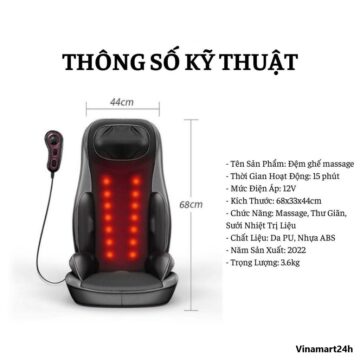 THÔNG SỐ KỸ THUẬT
44cm
68cm
- Tên Sản Phẩm: Đệm ghế massage
- Thời Gian Hoạt Động: 15 phút
- Mức Điện Áp: 12V
- Kích Thước: 68x33x44cm
- Chức Năng: Massage, Thư Giãn,
Sưởi Nhiệt Trị Liệu
- Chất Liệu: Da PU, Nhựa ABS
- Năm Sản Xuất: 2022
- Trọng Lượng: 3.6kg
Vinamart24h